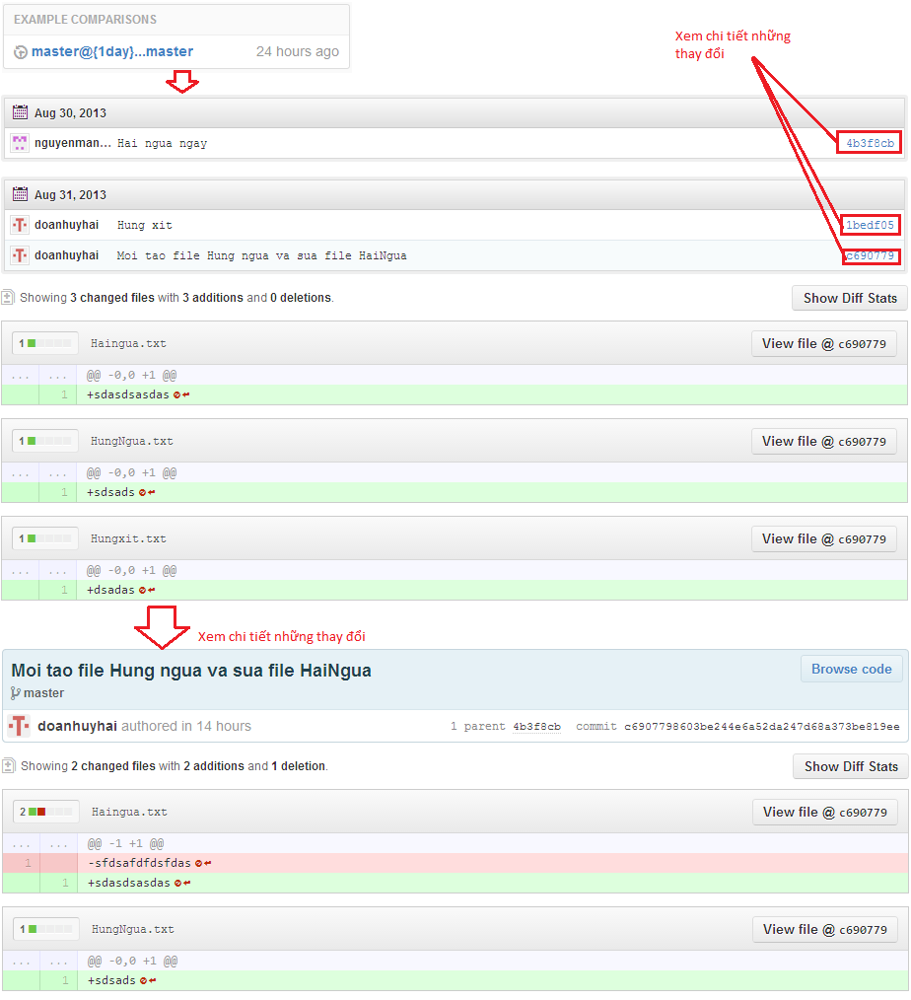 EXAMPLE COMPARISONS
master@{1day}...master 24 hours ago
Xem chi tiết những
thay đổi
Aug 30, 2013
nguyenman... Hai ngua ngay 4b3f8cb
Aug 31, 2013
doanhuyhai Hung xit 1bedf05
doanhuyhai Moi tao file Hung ngua va sua file HaiNgua c690779
Showing 3 changed files with 3 additions and 0 deletions.
Show Diff Stats
1 Haingua.txt View file @ c690779
... ... @@ -0,0 +1 @@
1 +sdasdsasdas
1 HungNgua.txt View file @ c690779
... ... @@ -0,0 +1 @@
1 +sdsads
1 Hungxit.txt View file @ c690779
... ... @@ -0,0 +1 @@
1 +dsadas
Xem chi tiết những thay đổi
Moi tao file Hung ngua va sua file HaiNgua
Browse code
master
doanhuyhai authored in 14 hours 1 parent 4b3f8cb commit c6907798603be244e6a52da247d68a373be819ee
Showing 2 changed files with 2 additions and 1 deletion.
Show Diff Stats
2 Haingua.txt View file @ c690779
... ... @@ -1 +1 @@
1 -sfdsafdfdsfdas
1 +sdasdsasdas
1 HungNgua.txt View file @ c690779
... ... @@ -0,0 +1 @@
1 +sdsads